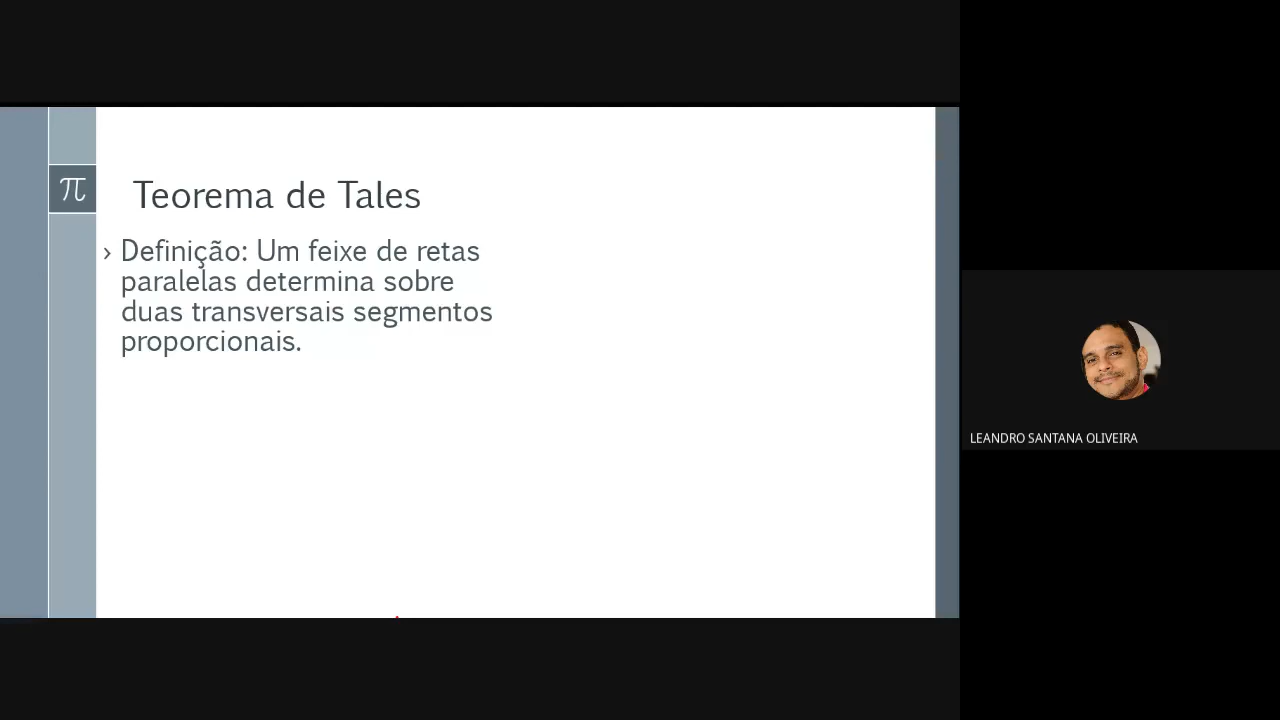 π
Teorema de Tales
› Definição: Um feixe de retas
paralelas determina sobre
duas transversais segmentos
proporcionais.
LEANDRO SANTANA OLIVEIRA